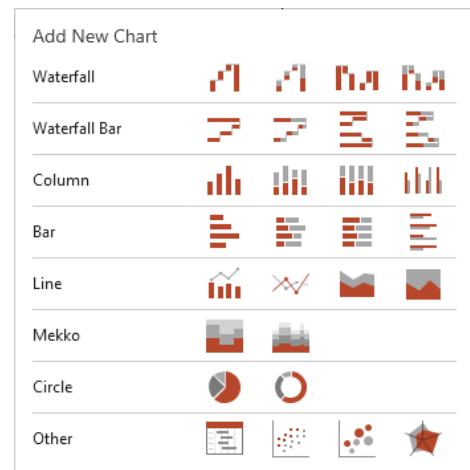 Add New Chart
Waterfall
Waterfall Bar
Column
Bar
Line
Mekko
Circle
Other